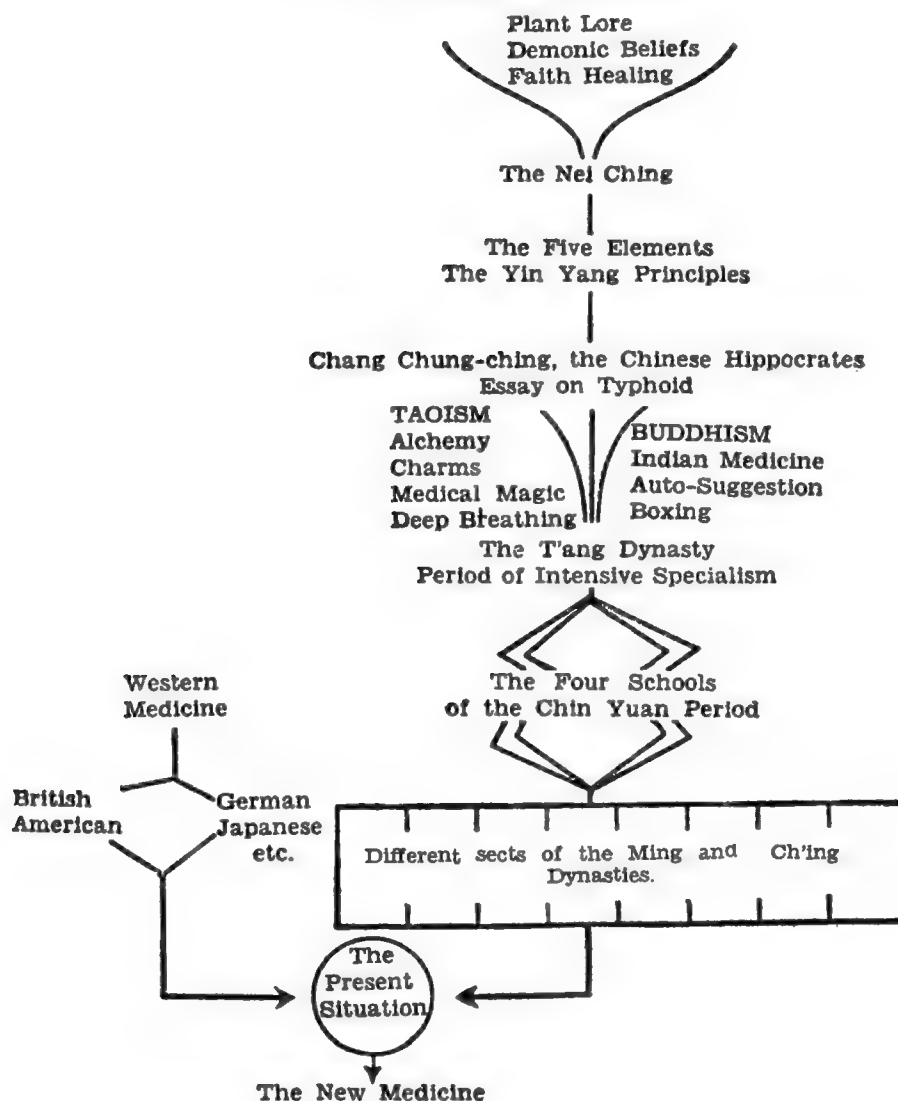 Plant Lore
Demonic Beliefs
Faith Healing
The Nei Ching
The Five Elements
The Yin Yang Principles
Chang Chung-ching, the Chinese Hippocrates
Essay on Typhoid
TAOISM
Alchemy
Charms
Medical Magic
Deep Breathing
BUDDHISM
Indian Medicine
Auto-Suggestion
Boxing
The T'ang Dynasty
Period of Intensive Specialism
The Four Schools
of the Chin Yuan Period
Western
Medicine
British
American
German
Japanese
etc.
Different sects of the Ming and Ch'ing
Dynasties.
The
Present
Situation
The New Medicine